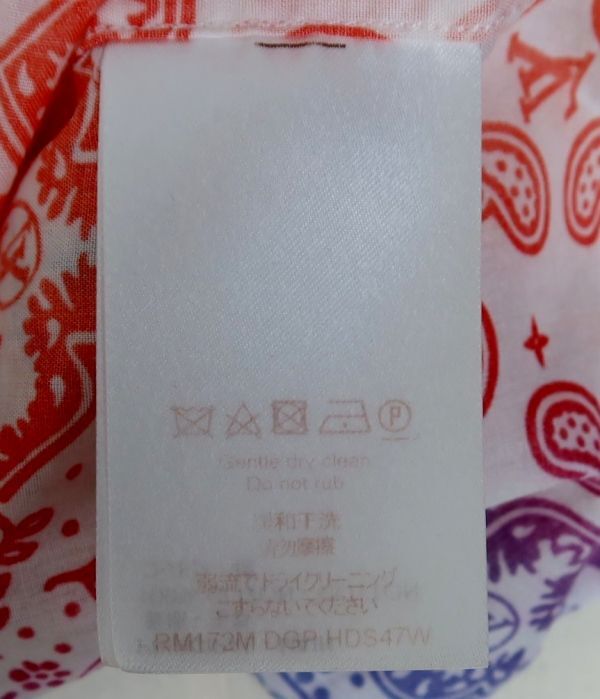 P
Gentle dry clean
Do not rub
和干洗
请勿摩擦
弱流でドライクリーニング
こすらないでください
RM172M DGP HDS47W